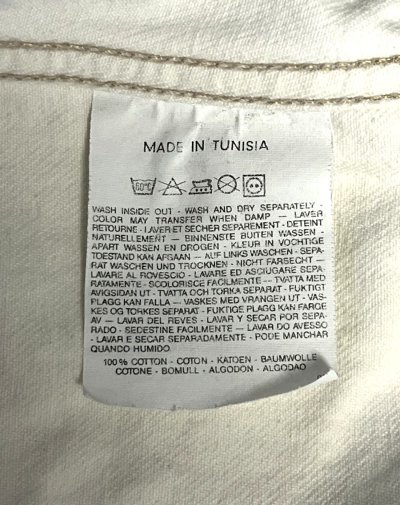 MADE IN TUNISIA
60°C
WASH INSIDE OUT - WASH AND DRY SEPARATELY -
COLOR MAY TRANSFER WHEN DAMP — LAVER
RETOURNE - LAVER ET SECHER SEPAREMENT - DETEINT
NATURELLEMENT — BINNENSTE BUITEN WASSEN -
APART WASSEN EN DROGEN - KLEUR IN VOCHTIGE
TOESTAND KAN AFGAAN — AUF LINKS WASCHEN - SEPA-
RAT WASCHEN UND TROCKNEN - NICHT FARBECHT —
LAVARE AL ROVESCIO - LAVARE ED ASCIUGARE SEPA-
RATAMENTE - SCOLORISCE FACILMENTE — TVATTA MED
AVIGSIDAN UT - TVATTA OCH TORKA SEPARAT - FUKTIGT
PLAGG KAN FALLA — VASKES MED VRANGEN UT - VAS-
KES OG TORKES SEPARAT - FUKTIGE PLAGG KAN FARGE
AV — LAVAR DEL REVES - LAVAR Y SECAR POR SEPA-
RADO - SEDESTINE FACILMENTE — LAVAR DO AVESSO
- LAVAR E SECAR SEPARADAMENTE - PODE MANCHAR
QUANDO HUMIDO.
100 % COTTON - COTON - KATOEN - BAUMWOLLE
COTONE - BOMULL - ALGODON - ALGODAO